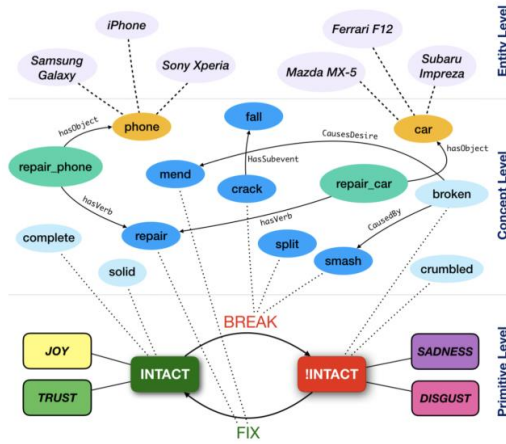 iPhone
Ferrari F12
Samsung
Galaxy
Sony Xperia
Mazda MX-5
Subaru
Impreza
Entity Level
phone
fall
car
hasObject
CausesDesire
hasObject
repair_phone
mend
HasSubevent
crack
repair_car
broken
hasVerb
hasVerb
CausedBy
complete
repair
split
smash
solid
crumbled
Concept Level
BREAK
JOY
INTACT
!INTACT
SADNESS
TRUST
DISGUST
FIX
Primitive Level